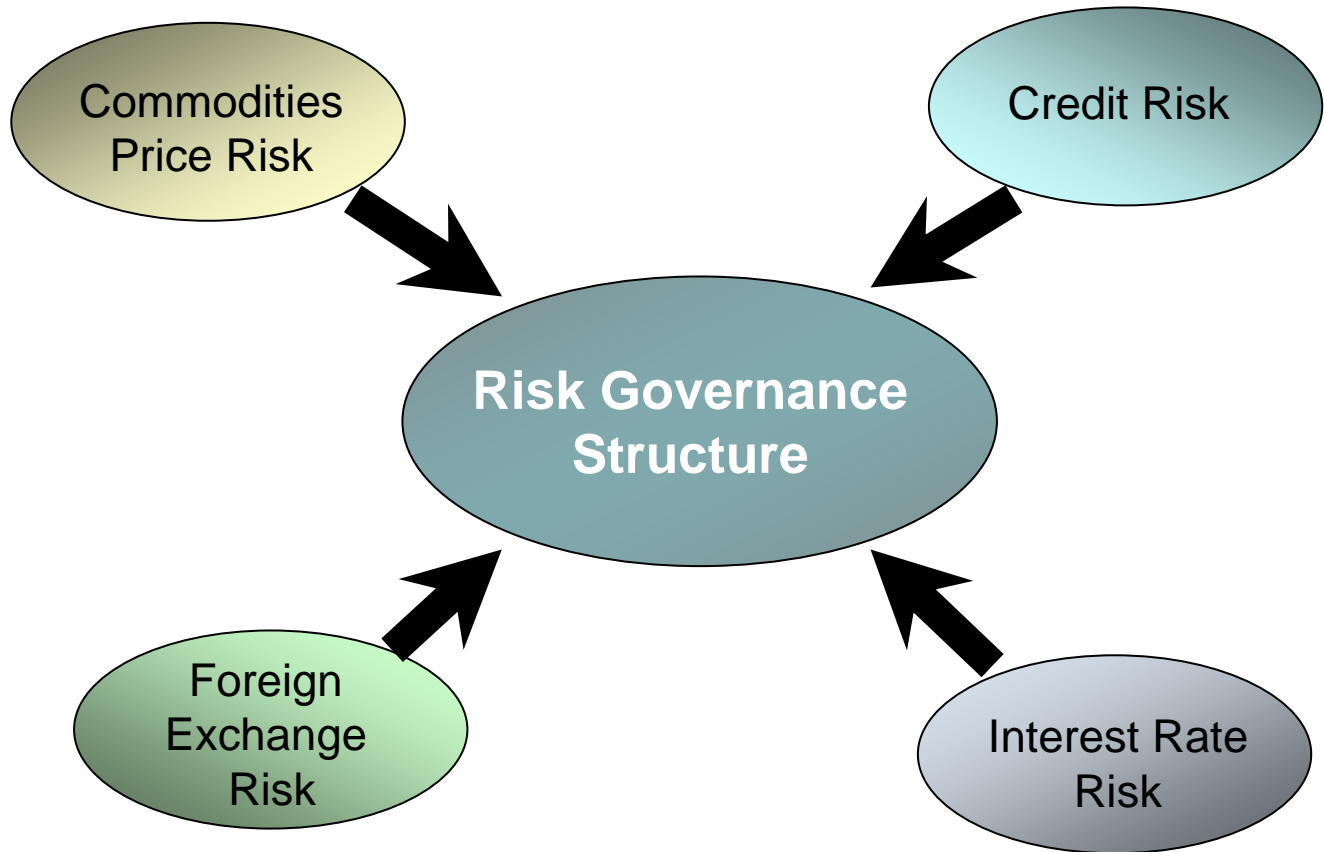 Commodities
Price Risk
Credit Risk
Risk Governance
Structure
Foreign
Exchange
Risk
Interest Rate
Risk